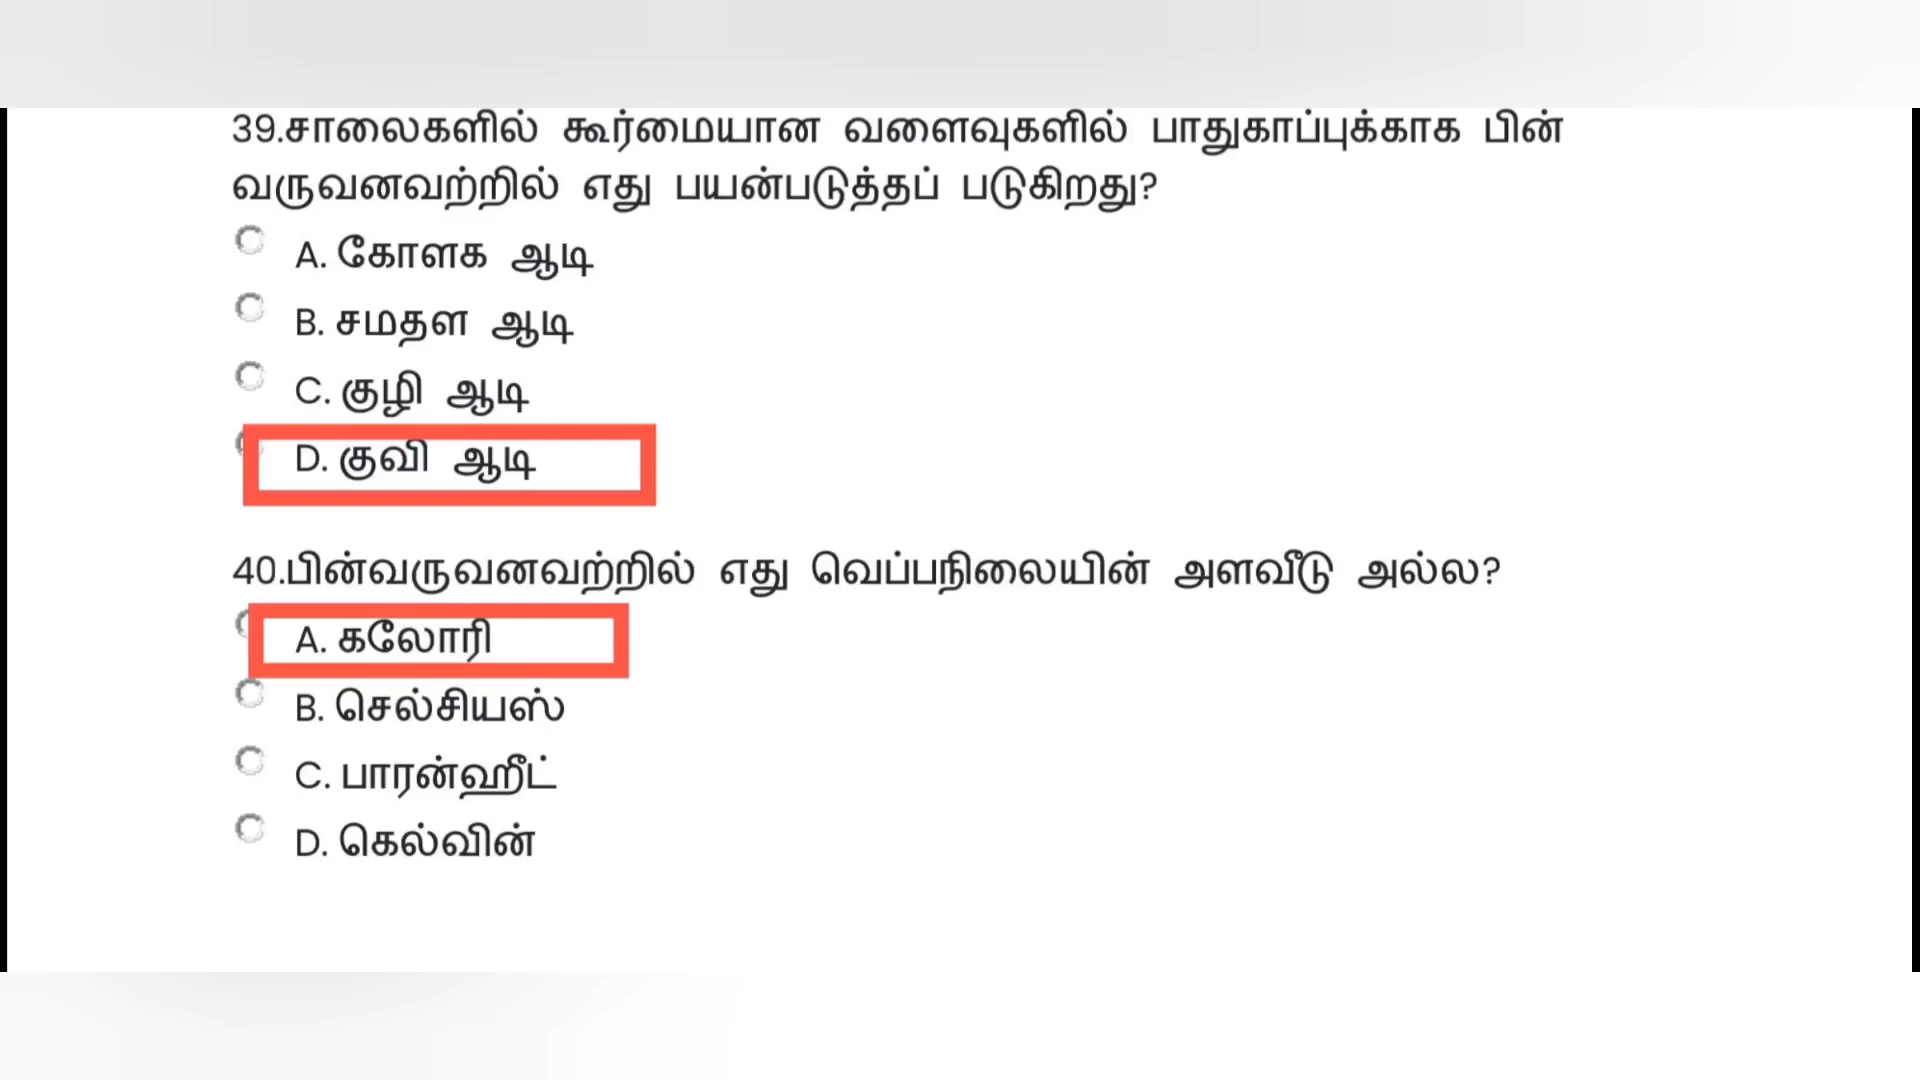 39.சாலைகளில் கூர்மையான வளைவுகளில் பாதுகாப்புக்காக பின்
வருவனவற்றில் எது பயன்படுத்தப் படுகிறது?
A. கோளக ஆடி
B. சமதள ஆடி
C. குழி ஆடி
D. குவி ஆடி
40.பின்வருவனவற்றில் எது வெப்பநிலையின் அளவீடு அல்ல?
A. கலோரி
B. செல்சியஸ்
C. பாரன்ஹீட்
D. கெல்வின்